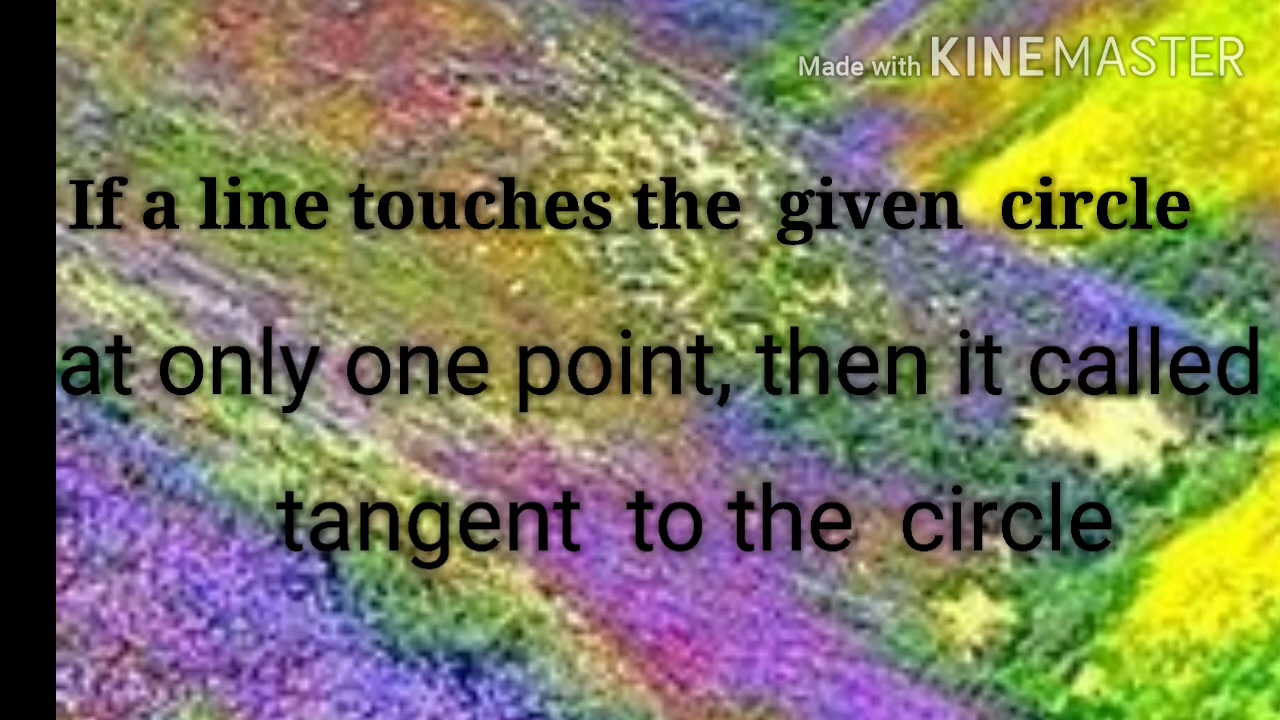 Made with KINEMASTER
If a line touches the given circle
at only one point, then it called
tangent to the circle